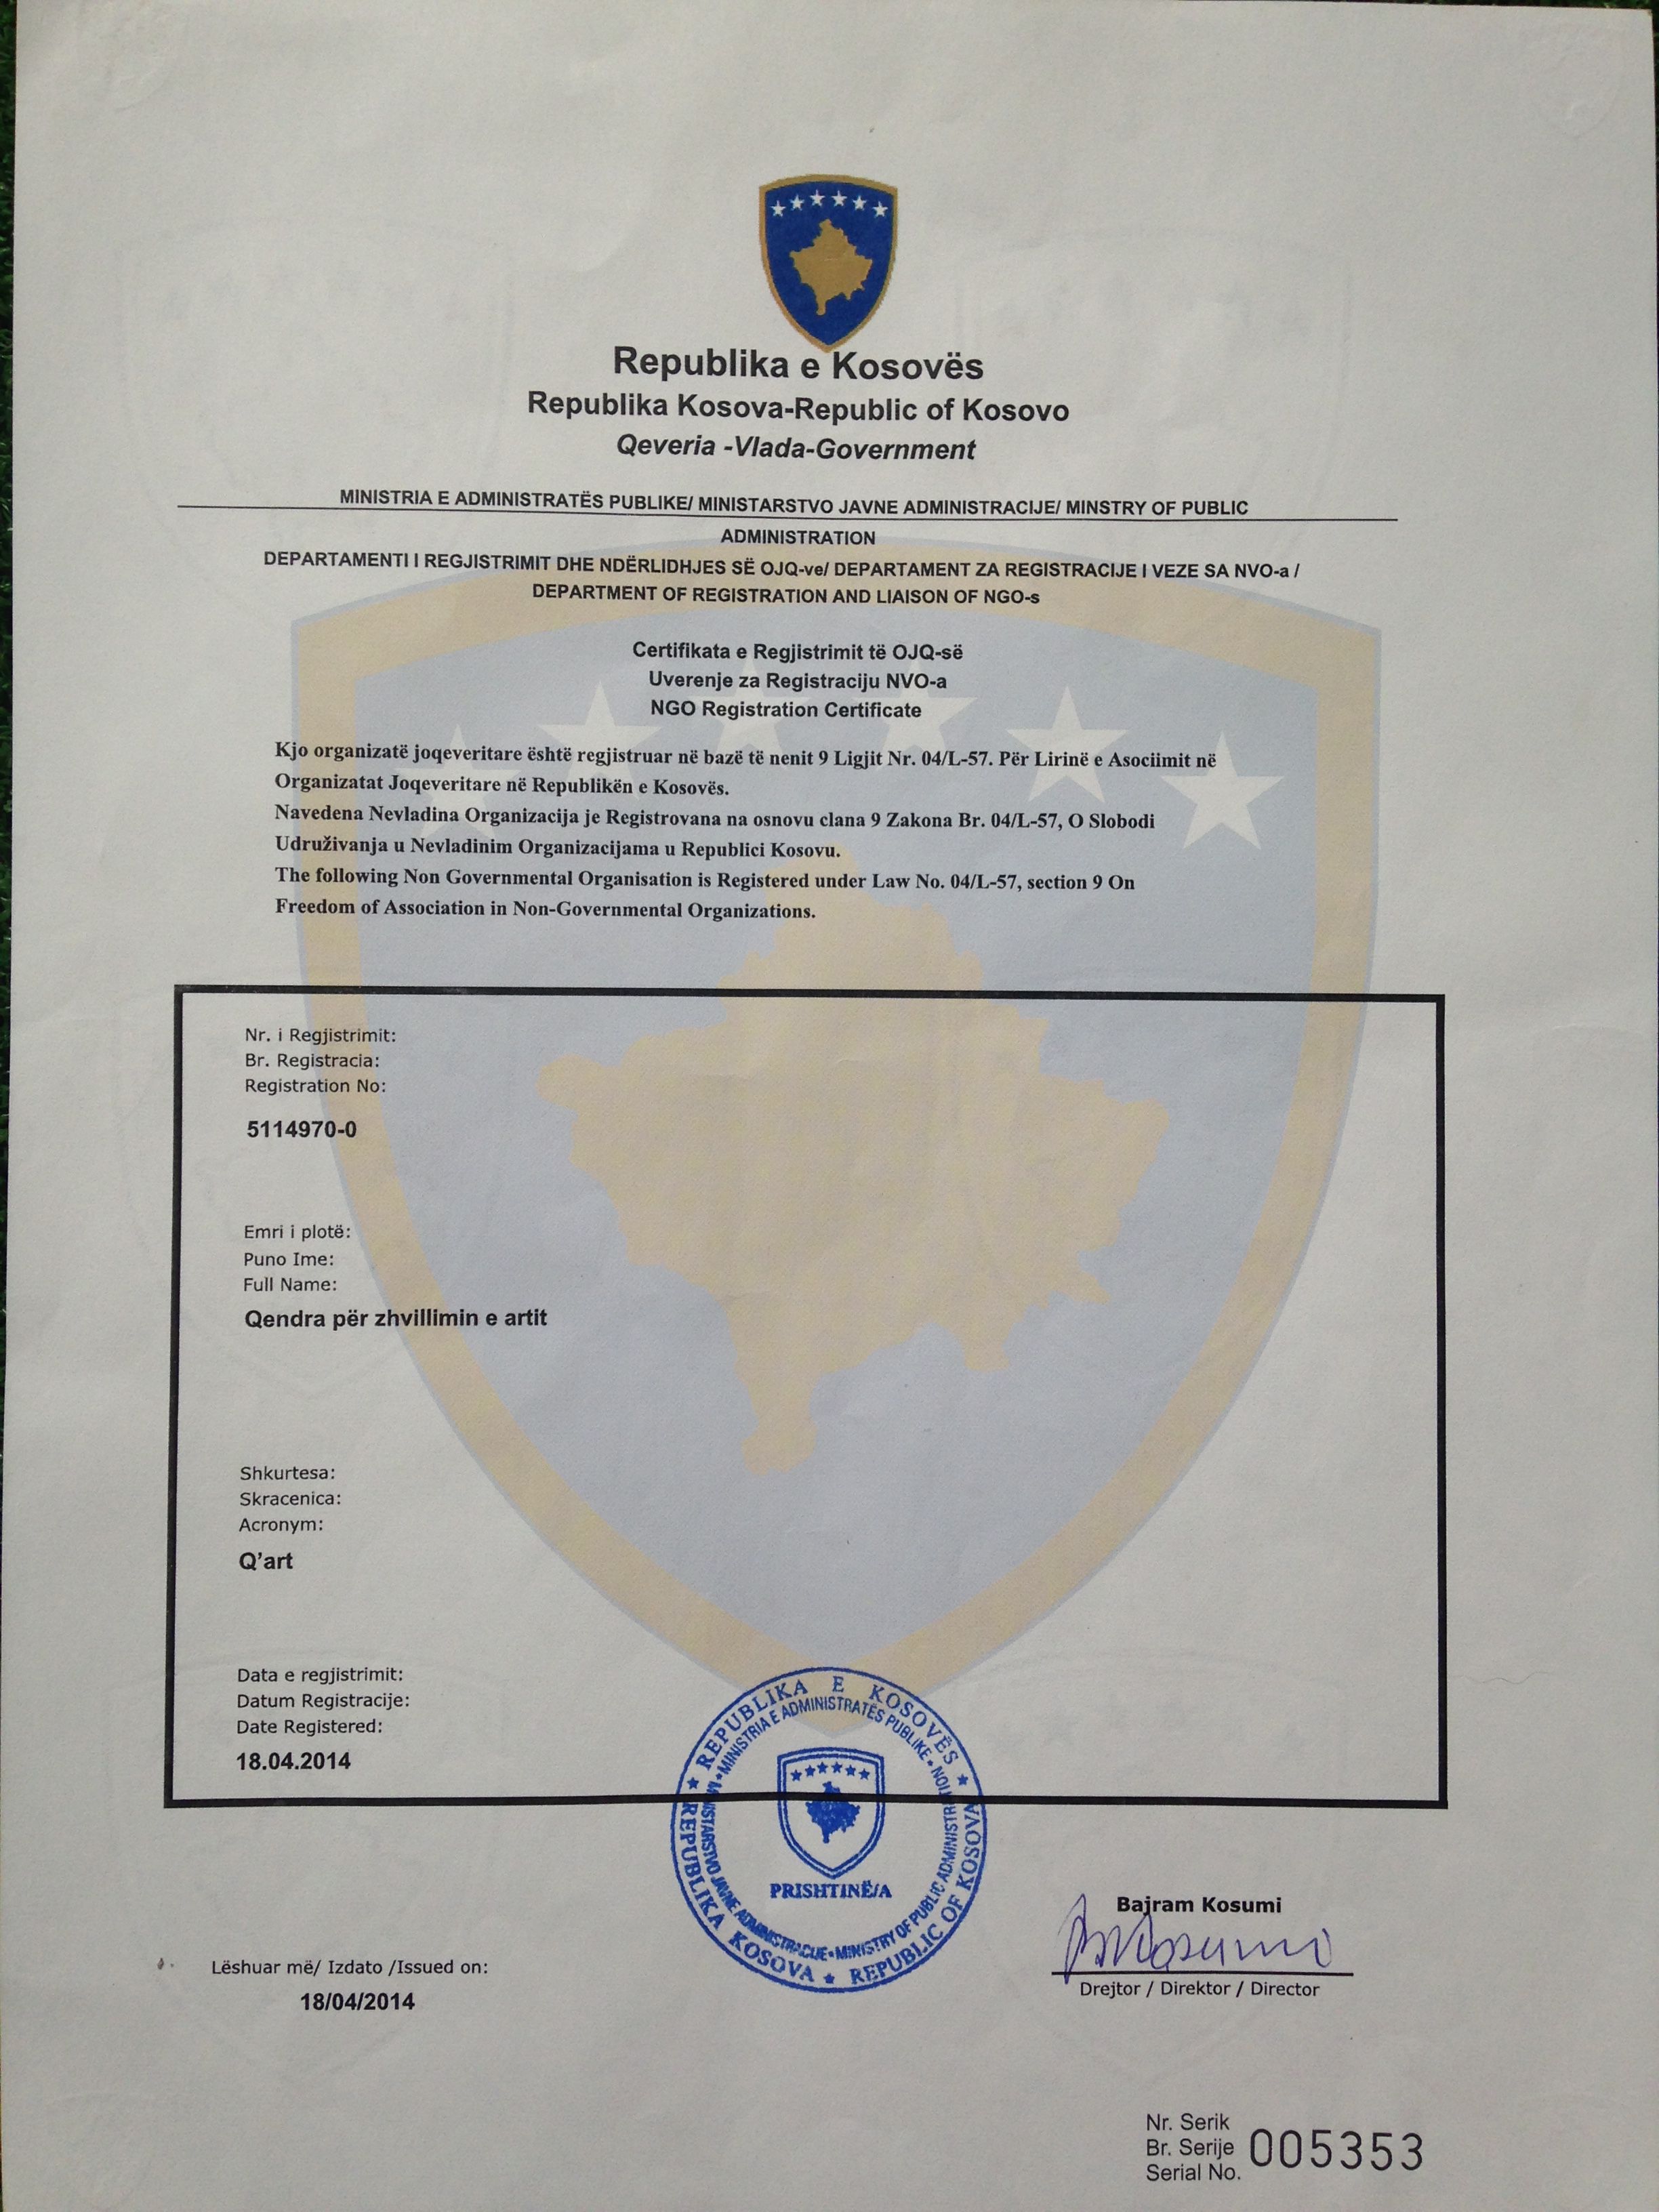 Republika e Kosovës
Republika Kosova-Republic of Kosovo
Qeveria -Vlada-Government
MINISTRIA E ADMINISTRATËS PUBLIKE/ MINISTARSTVO JAVNE ADMINISTRACIJE/ MINSTRY OF PUBLIC
ADMINISTRATION
DEPARTAMENTI I REGJISTRIMIT DHE NDËRLIDHJES SË OJQ-ve/ DEPARTAMENT ZA REGISTRACIJE I VEZE SA NVO-a /
DEPARTMENT OF REGISTRATION AND LIAISON OF NGO-s
Certifikata e Regjistrimit të OJQ-së
Uverenje za Registraciju NVO-a
NGO Registration Certificate
Kjo organizatë joqeveritare është regjistruar në bazë të nenit 9 Ligjit Nr. 04/L-57. Për Lirinë e Asociimit në
Organizatat Joqeveritare në Republikën e Kosovës.
Navedena Nevladina Organizacija je Registrovana na osnovu clana 9 Zakona Br. 04/L-57, O Slobodi
Udruživanja u Nevladinim Organizacijama u Republici Kosovu.
The following Non Governmental Organisation is Registered under Law No. 04/L-57, section 9 On
Freedom of Association in Non-Governmental Organizations.
Nr. i Regjistrimit:
Br. Registracia:
Registration No:
5114970-0
Emri i plotë:
Puno Ime:
Full Name:
Qendra për zhvillimin e artit
Shkurtesa:
Skracenica:
Acronym:
Q'art
Data e regjistrimit:
Datum Registracije:
Date Registered:
18.04.2014
REPUBLIKA E KOSOVËS
REPUBLIKA KOSOVA
REPUBLIC OF KOSOVA
MINISTRIA E ADMINISTRATËS PUBLIKE
MINISTARSTVO JAVNE ADMINISTRACIJE
MINISTRY OF PUBLIC ADMINISTRATION
PRISHTINË/A
Bajram Kosumi
BKosumi
Drejtor / Direktor / Director
Lëshuar më/ Izdato /Issued on:
18/04/2014
Nr. Serik
Br. Serije
Serial No.
005353